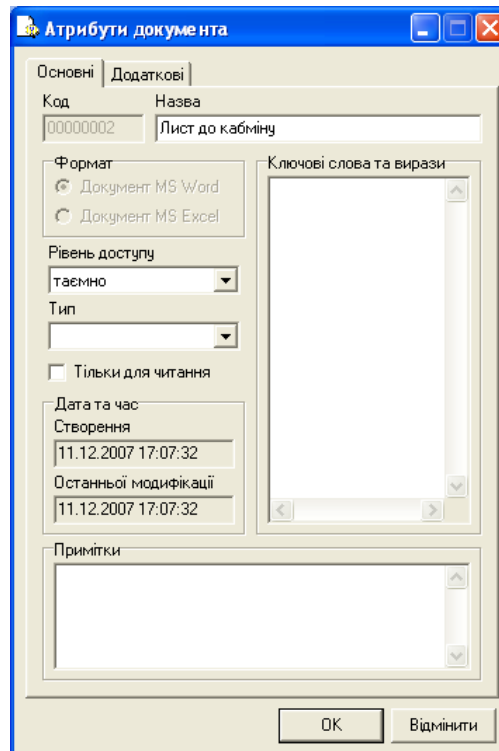 Атрибути документа
Основні Додаткові
Код Назва
00000002 Лист до кабміну
Формат
Документ MS Word
Документ MS Excel
Рівень доступу
таємно
Тип
Тільки для читання
Дата та час
Створення
11.12.2007 17:07:32
Останньої модифікації
11.12.2007 17:07:32
Ключові слова та вирази
Примітки
OK Відмінити